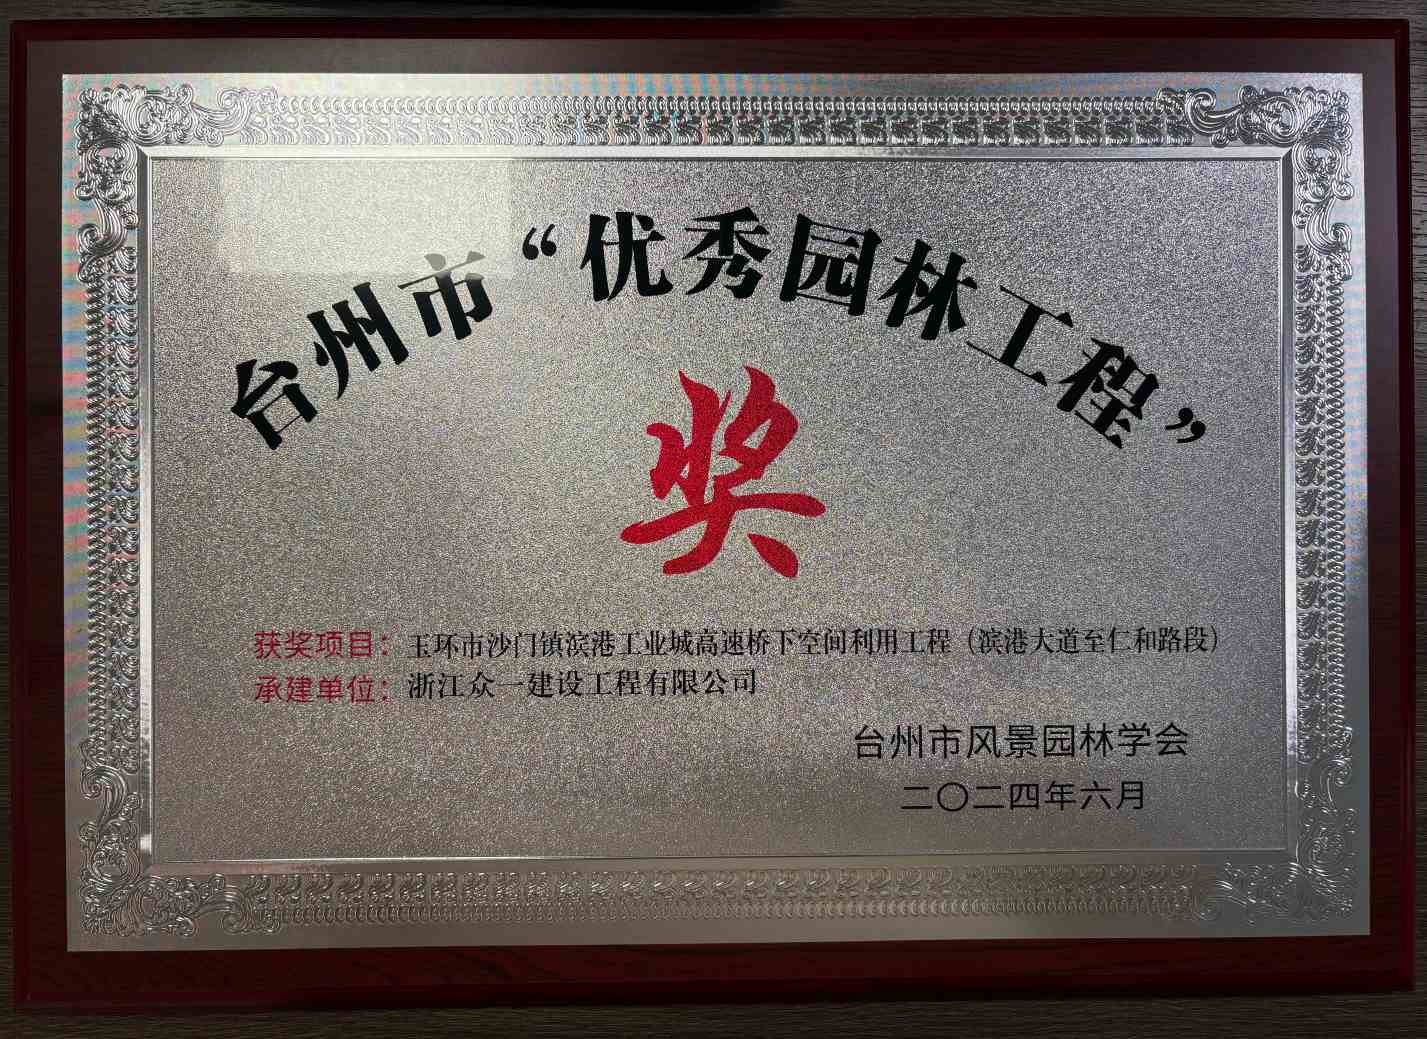 台州市“优秀园林工程”
奖
获奖项目：玉环市沙门镇滨港工业城高速桥下空间利用工程（滨港大道至仁和路段）
承建单位：浙江众一建设工程有限公司
台州市风景园林学会
二〇二四年六月